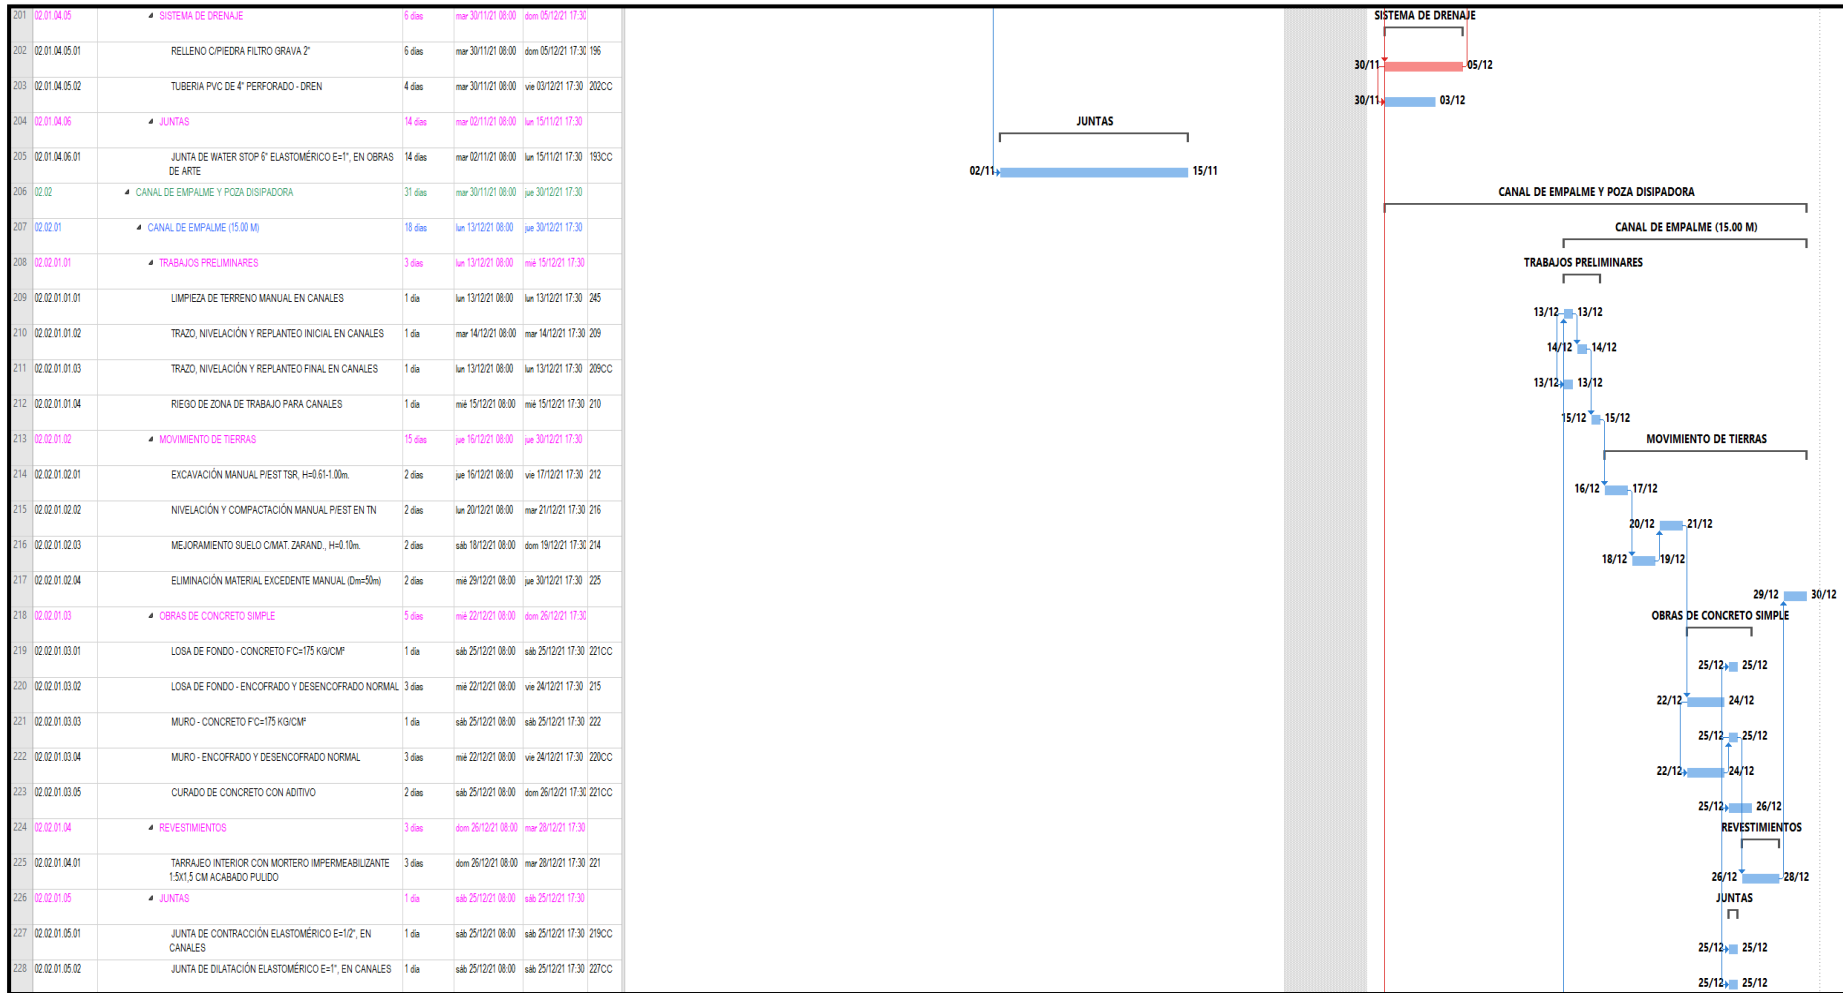 201 02.01.04.05 SISTEMA DE DRENAJE 6 días mar 30/11/21 08:00 dom 05/12/21 17:30 SISTEMA DE DRENAJE
202 02.01.04.05.01 RELLENO C/PIEDRA FILTRO GRAVA 2" 6 días mar 30/11/21 08:00 dom 05/12/21 17:30 196 30/11 05/12
203 02.01.04.05.02 TUBERIA PVC DE 4" PERFORADO - DREN 4 días mar 30/11/21 08:00 vie 03/12/21 17:30 202CC 30/11 03/12
204 02.01.04.06 JUNTAS 14 días mar 02/11/21 08:00 lun 15/11/21 17:30 JUNTAS
205 02.01.04.06.01 JUNTA DE WATER STOP 6" ELASTOMÉRICO E=1", EN OBRAS 14 días mar 02/11/21 08:00 lun 15/11/21 17:30 193CC
DE ARTE 02/11 15/11
206 02.02 CANAL DE EMPALME Y POZA DISIPADORA 31 días mar 30/11/21 08:00 jue 30/12/21 17:30 CANAL DE EMPALME Y POZA DISIPADORA
207 02.02.01 CANAL DE EMPALME (15.00 M) 18 días lun 13/12/21 08:00 jue 30/12/21 17:30 CANAL DE EMPALME (15.00 M)
208 02.02.01.01 TRABAJOS PRELIMINARES 3 días lun 13/12/21 08:00 mié 15/12/21 17:30 TRABAJOS PRELIMINARES
209 02.02.01.01.01 LIMPIEZA DE TERRENO MANUAL EN CANALES 1 día lun 13/12/21 08:00 lun 13/12/21 17:30 245 13/12 13/12
210 02.02.01.01.02 TRAZO, NIVELACIÓN Y REPLANTEO INICIAL EN CANALES 1 día mar 14/12/21 08:00 mar 14/12/21 17:30 209 14/12 14/12
211 02.02.01.01.03 TRAZO, NIVELACIÓN Y REPLANTEO FINAL EN CANALES 1 día lun 13/12/21 08:00 lun 13/12/21 17:30 209CC 13/12 13/12
212 02.02.01.01.04 RIEGO DE ZONA DE TRABAJO PARA CANALES 1 día mié 15/12/21 08:00 mié 15/12/21 17:30 210 15/12 15/12
213 02.02.01.02 MOVIMIENTO DE TIERRAS 15 días jue 16/12/21 08:00 jue 30/12/21 17:30 MOVIMIENTO DE TIERRAS
214 02.02.01.02.01 EXCAVACIÓN MANUAL P/EST TSR, H=0.61-1.00m. 2 días jue 16/12/21 08:00 vie 17/12/21 17:30 212 16/12 17/12
215 02.02.01.02.02 NIVELACIÓN Y COMPACTACIÓN MANUAL P/EST EN TN 2 días lun 20/12/21 08:00 mar 21/12/21 17:30 216 20/12 21/12
216 02.02.01.02.03 MEJORAMIENTO SUELO C/MAT. ZARAND., H=0.10m. 2 días sáb 18/12/21 08:00 dom 19/12/21 17:30 214 18/12 19/12
217 02.02.01.02.04 ELIMINACIÓN MATERIAL EXCEDENTE MANUAL (Dm=50m) 2 días mié 29/12/21 08:00 jue 30/12/21 17:30 225 29/12 30/12
218 02.02.01.03 OBRAS DE CONCRETO SIMPLE 5 días mié 22/12/21 08:00 dom 26/12/21 17:30 OBRAS DE CONCRETO SIMPLE
219 02.02.01.03.01 LOSA DE FONDO - CONCRETO F'C=175 KG/CM² 1 día sáb 25/12/21 08:00 sáb 25/12/21 17:30 221CC 25/12 25/12
220 02.02.01.03.02 LOSA DE FONDO - ENCOFRADO Y DESENCOFRADO NORMAL 3 días mié 22/12/21 08:00 vie 24/12/21 17:30 215 22/12 24/12
221 02.02.01.03.03 MURO - CONCRETO F'C=175 KG/CM² 1 día sáb 25/12/21 08:00 sáb 25/12/21 17:30 222 25/12 25/12
222 02.02.01.03.04 MURO - ENCOFRADO Y DESENCOFRADO NORMAL 3 días mié 22/12/21 08:00 vie 24/12/21 17:30 220CC 22/12 24/12
223 02.02.01.03.05 CURADO DE CONCRETO CON ADITIVO 2 días sáb 25/12/21 08:00 dom 26/12/21 17:30 221CC 25/12 26/12
224 02.02.01.04 REVESTIMIENTOS 3 días dom 26/12/21 08:00 mar 28/12/21 17:30 REVESTIMIENTOS
225 02.02.01.04.01 TARRAJEO INTERIOR CON MORTERO IMPERMEABILIZANTE 3 días dom 26/12/21 08:00 mar 28/12/21 17:30 221
1:5X1,5 CM ACABADO PULIDO 26/12 28/12
226 02.02.01.05 JUNTAS 1 día sáb 25/12/21 08:00 sáb 25/12/21 17:30 JUNTAS
227 02.02.01.05.01 JUNTA DE CONTRACCIÓN ELASTOMÉRICO E=1/2", EN 1 día sáb 25/12/21 08:00 sáb 25/12/21 17:30 219CC
CANALES 25/12 25/12
228 02.02.01.05.02 JUNTA DE DILATACIÓN ELASTOMÉRICO E=1", EN CANALES 1 día sáb 25/12/21 08:00 sáb 25/12/21 17:30 227CC 25/12 25/12